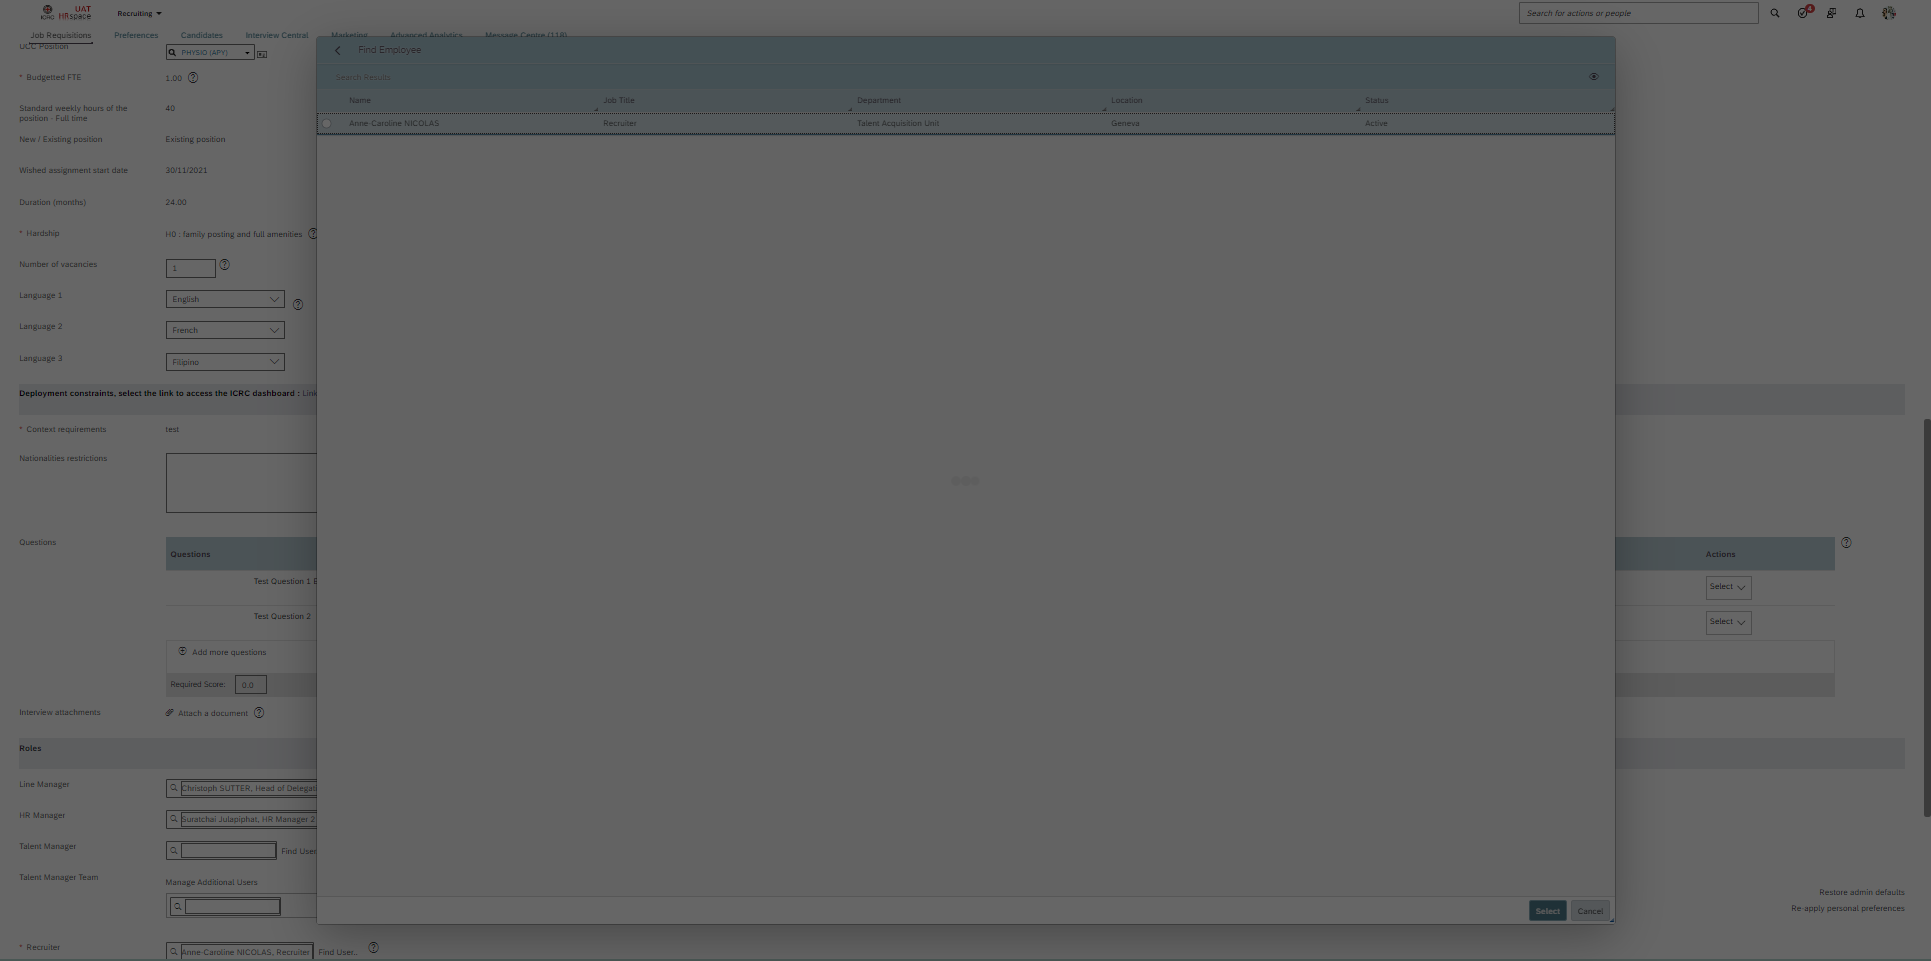 UAT
ICRC HRspace
Recruiting
Search for actions or people
4
Job Requisitions
Preferences
Candidates
Interview Central
Marketing
Advanced Analytics
Message Centre (118)
UCC Position
PHYSIO (APY)
* Budgetted FTE
1.00
Standard weekly hours of the
position - Full time
40
New / Existing position
Existing position
Wished assignment start date
30/11/2021
Duration (months)
24.00
* Hardship
H0 : family posting and full amenities
Number of vacancies
1
Language 1
English
Language 2
French
Language 3
Filipino
Deployment constraints, select the link to access the ICRC dashboard : Link
* Context requirements
test
Nationalities restrictions
Questions
Questions
Actions
Test Question 1 E
Select
Test Question 2
Select
Add more questions
Required Score:
0.0
Interview attachments
Attach a document
Roles
Line Manager
Christoph SUTTER, Head of Delegati
HR Manager
Suratchai Julapiphat, HR Manager 2
Talent Manager
Find User
Talent Manager Team
Manage Additional Users
* Recruiter
Anne-Caroline NICOLAS, Recruiter
Find User..
Find Employee
Search Results
Name
Job Title
Department
Location
Status
Anne-Caroline NICOLAS
Recruiter
Talent Acquisition Unit
Geneva
Active
Select
Cancel
Restore admin defaults
Re-apply personal preferences